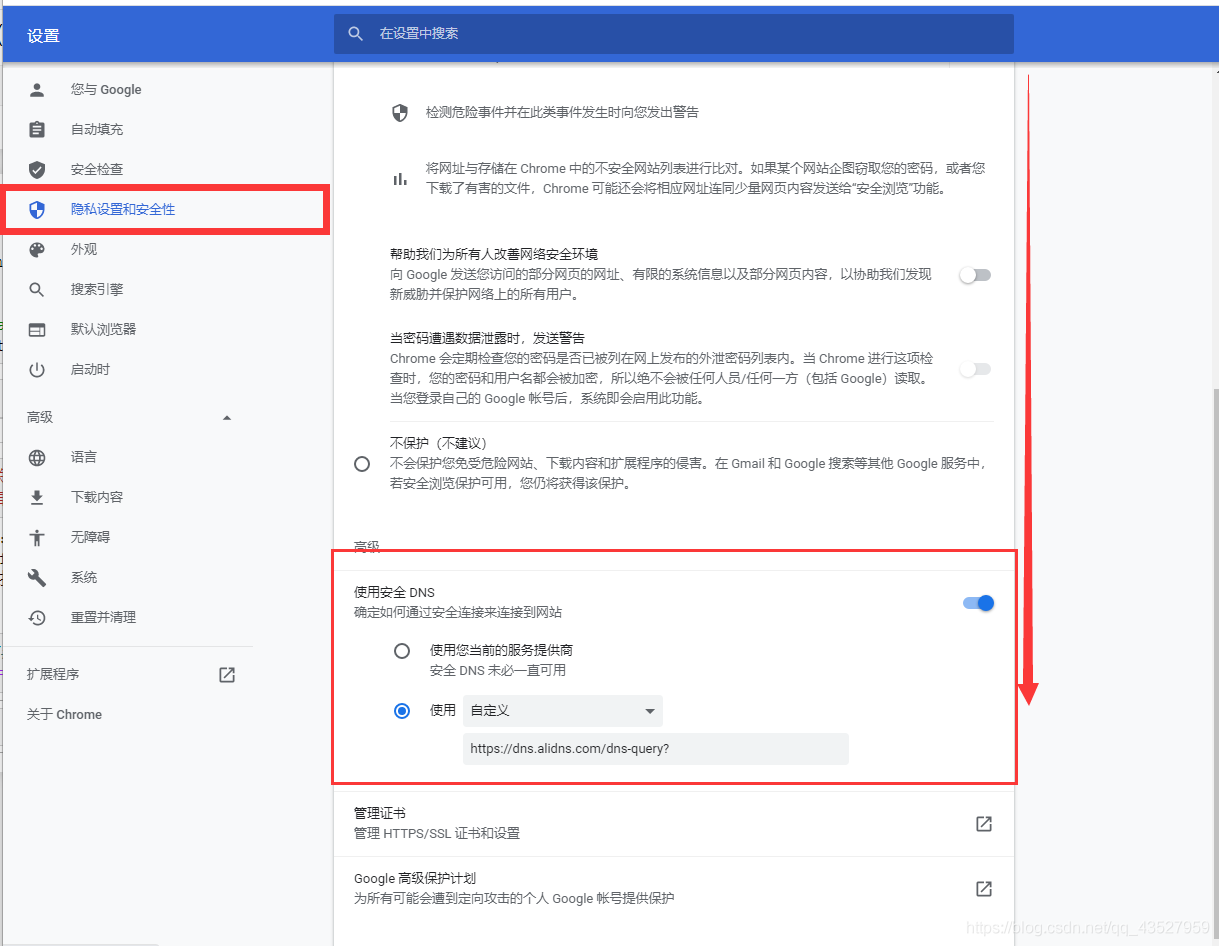 设置
在设置中搜索
您与 Google
自动填充
安全检查
隐私设置和安全性
外观
搜索引擎
默认浏览器
启动时
高级
语言
下载内容
无障碍
系统
重置并清理
扩展程序
关于 Chrome
检测危险事件并在此类事件发生时向您发出警告
将网址与存储在 Chrome 中的不安全网站列表进行比对。如果某个网站企图窃取您的密码，或者您
下载了有害的文件，Chrome 可能还会将相应网址连同少量网页内容发送给“安全浏览”功能。
帮助我们为所有人改善网络安全环境
向 Google 发送您访问的部分网页的网址、有限的系统信息以及部分网页内容，以协助我们发现
新威胁并保护网络上的所有用户。
当密码遭遇数据泄露时，发送警告
Chrome 会定期检查您的密码是否已被列在网上发布的外泄密码列表内。当 Chrome 进行这项检
查时，您的密码和用户名都会被加密，所以绝不会被任何人员/任何一方（包括 Google）读取。
当您登录自己的 Google 帐号后，系统即会启用此功能。
不保护（不建议）
不会保护您免受危险网站、下载内容和扩展程序的侵害。在 Gmail 和 Google 搜索等其他 Google 服务中，
若安全浏览保护可用，您仍将获得该保护。
高级
使用安全 DNS
确定如何通过安全连接来连接到网站
使用您当前的服务提供商
安全 DNS 未必一直可用
使用 自定义
https://dns.alidns.com/dns-query?
管理证书
管理 HTTPS/SSL 证书和设置
Google 高级保护计划
为所有可能会遭到定向攻击的个人 Google 帐号提供保护
https://blog.csdn.net/qq_43527959